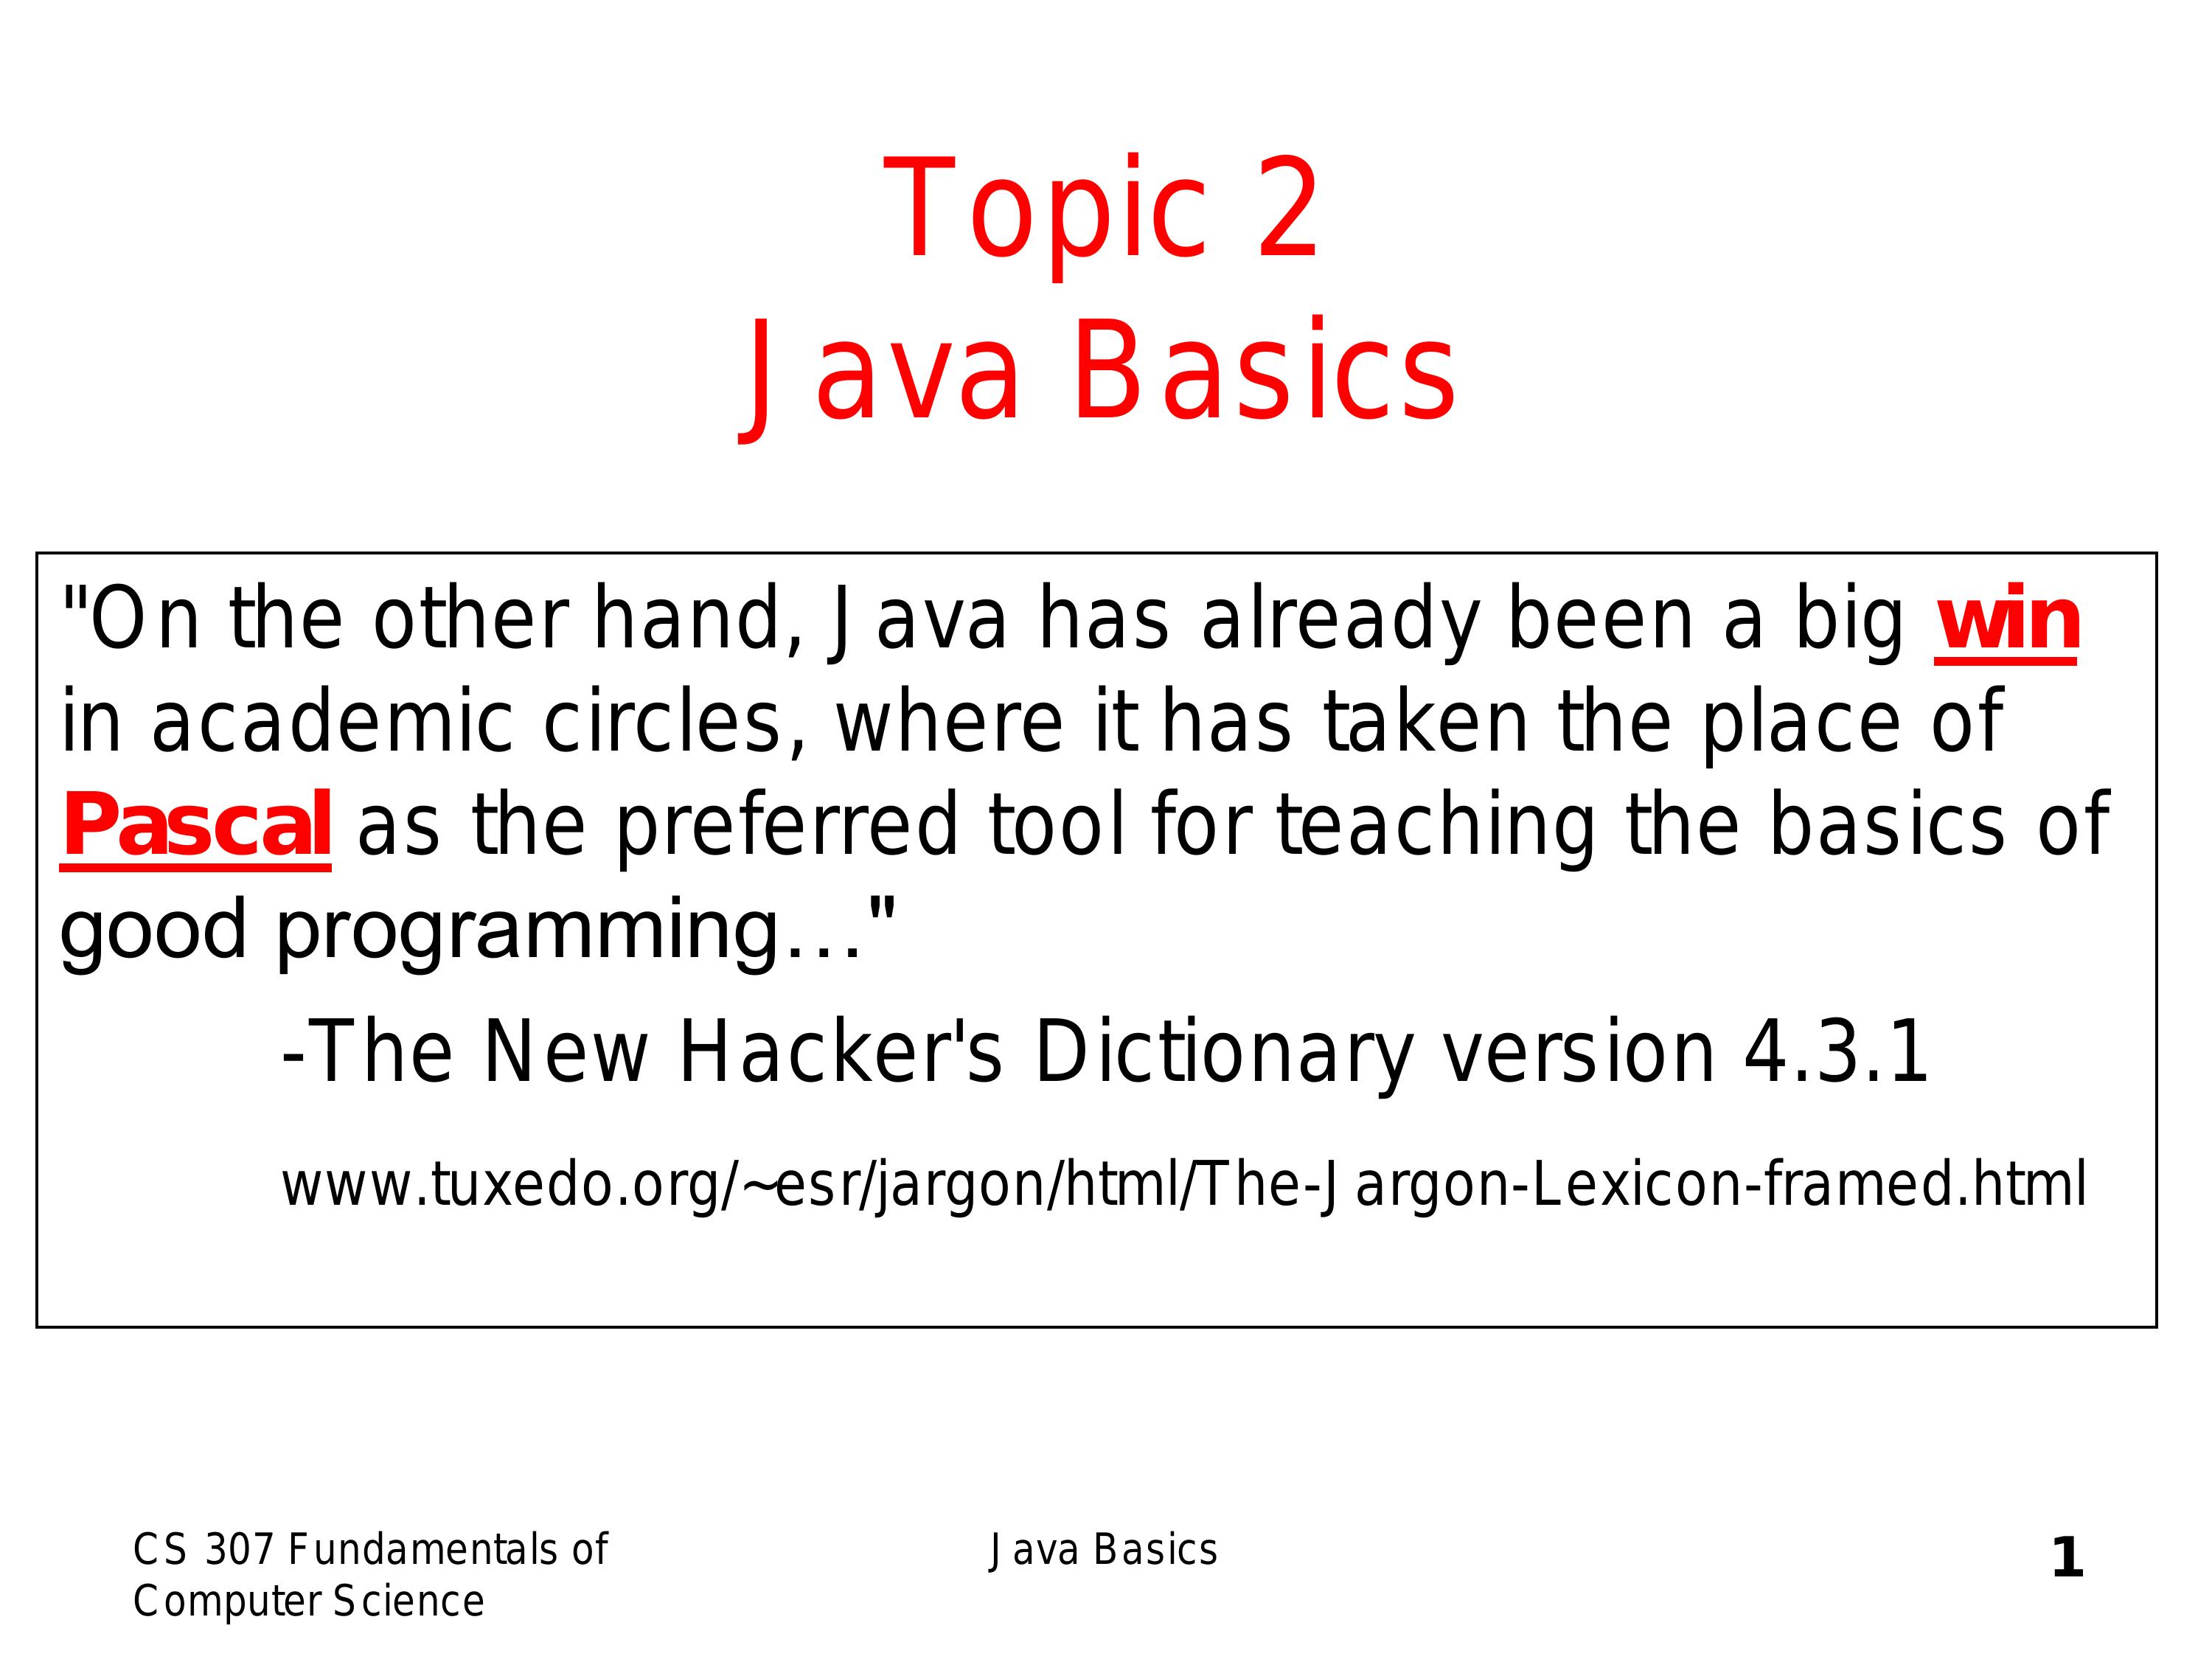 Topic 2
Java Basics
"On the other hand, Java has already been a big win
in academic circles, where it has taken the place of
Pascal as the preferred tool for teaching the basics of
good programming…"
-The New Hacker's Dictionary version 4.3.1
www.tuxedo.org/~esr/jargon/html/The-Jargon-Lexicon-framed.html
CS 307 Fundamentals of
Computer Science
Java Basics
1